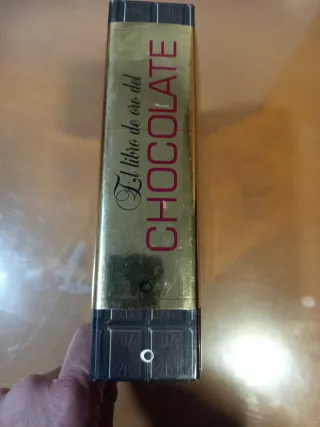 El libro de oro del
CHOCOLATE